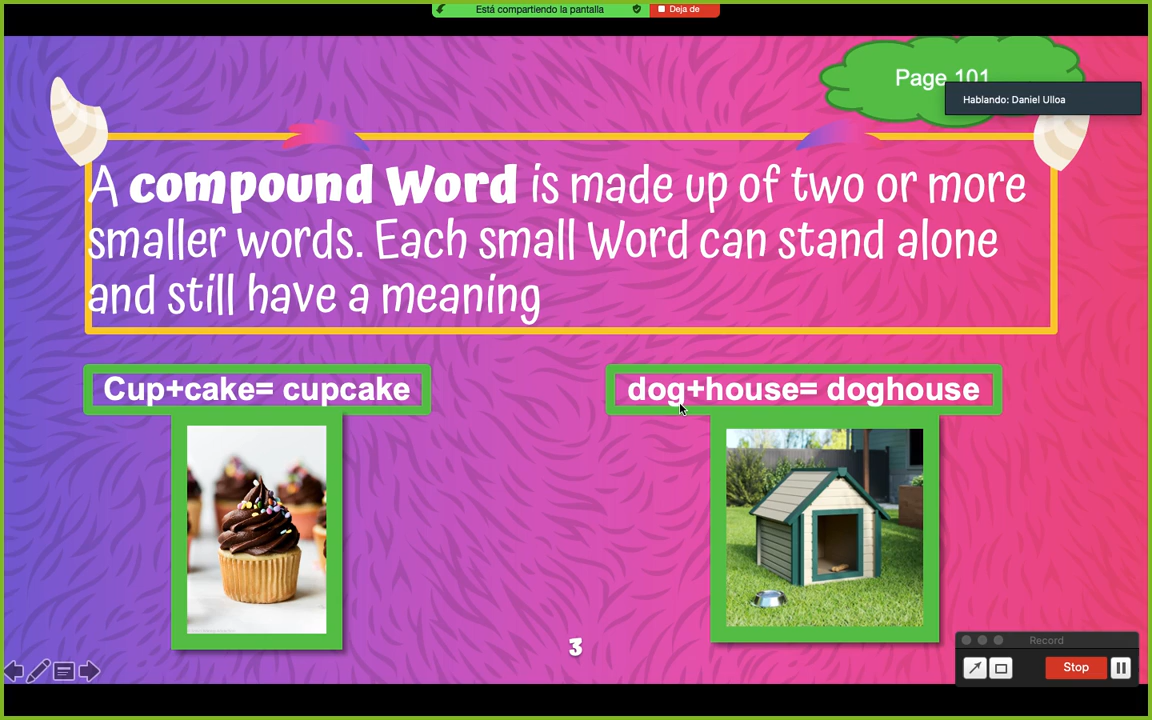 Está compartiendo la pantalla
Deja de
Page 101
Hablando: Daniel Ulloa
A compound Word is made up of two or more
smaller words. Each small Word can stand alone
and still have a meaning
Cup+cake= cupcake
dog+house= doghouse
3
Record
Stop